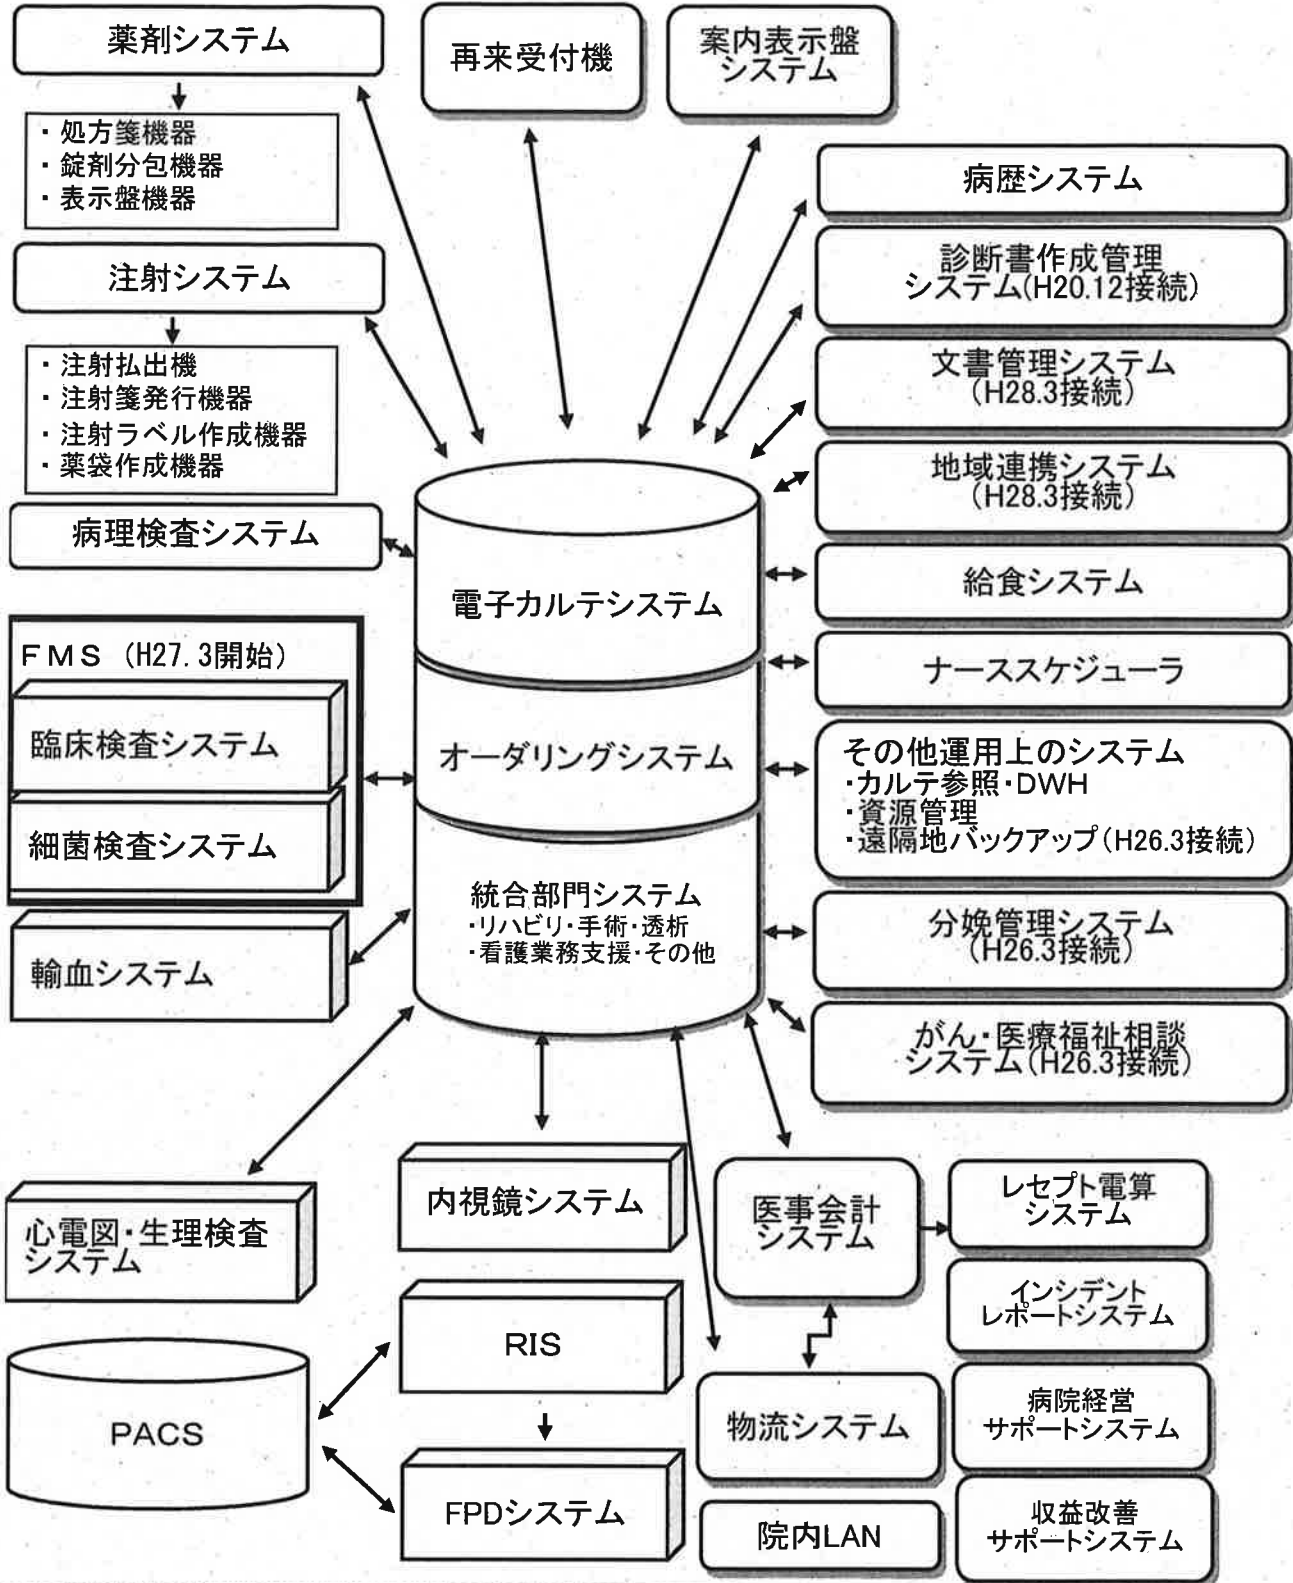 薬剤システム
・処方箋機器
・錠剤分包機器
・表示盤機器
注射システム
・注射払出機
・注射箋発行機器
・注射ラベル作成機器
・薬袋作成機器
病理検査システム
FMS (H27.3開始)
臨床検査システム
細菌検査システム
輸血システム
心電図・生理検査
システム
PACS
再来受付機
案内表示盤
システム
電子カルテシステム
オーダリングシステム
統合部門システム
・リハビリ・手術・透析
・看護業務支援・その他
内視鏡システム
RIS
FPDシステム
病歴システム
診断書作成管理
システム(H20.12接続)
文書管理システム
(H28.3接続)
地域連携システム
(H28.3接続)
給食システム
ナーススケジューラ
その他運用上のシステム
・カルテ参照・DWH
・資源管理
・遠隔地バックアップ(H26.3接続)
分娩管理システム
(H26.3接続)
がん・医療福祉相談
システム(H26.3接続)
医事会計
システム
物流システム
院内LAN
レセプト電算
システム
インシデント
レポートシステム
病院経営
サポートシステム
収益改善
サポートシステム